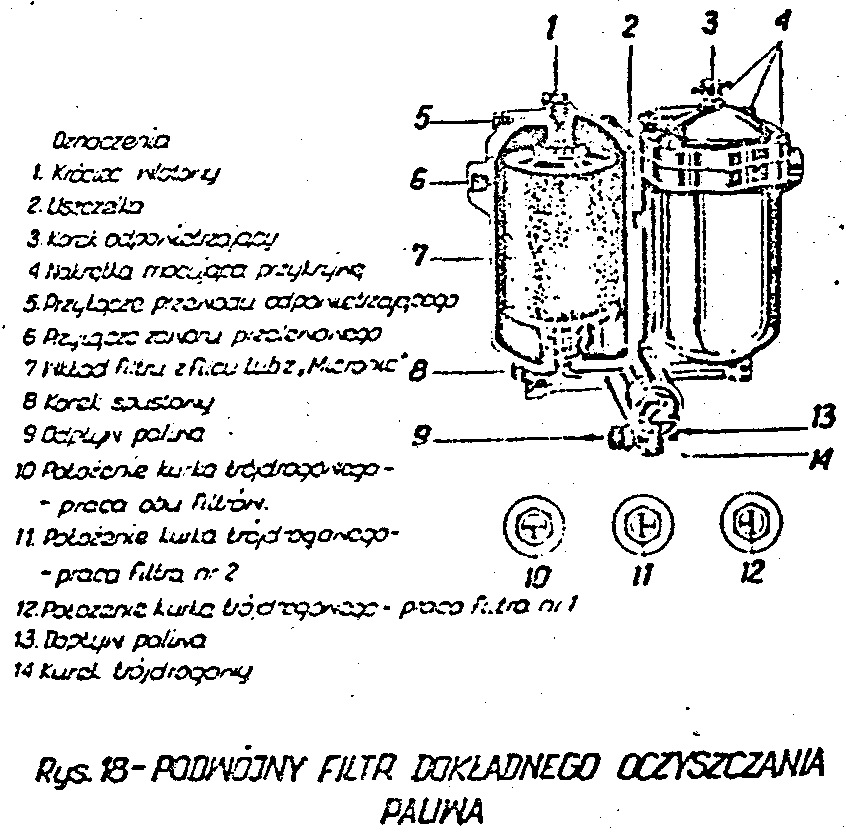 1 2 3 4
5
6
7
8
9
13
14
10 11 12
Oznaczenia
1. Króciec wlotowy
2. Uszczelka
3 Korek odpowietrzający
4 Nakrętka mocująca przykrywę
5. Przyłącze przewodu odpowietrzającego
6 Przyłącze zaworu przelewowego
7 Wkład filtra z filcu lub z „Micronic"
8 Korek spustowy
9 Odpływ paliwa
10 Położenie kurka trójdrogowego -
- praca obu filtrów.
11. Położenie kurka trójdrogowego-
- praca filtra nr 2
12. Położenie kurka trójdrogowego - praca filtra nr 1
13. Dopływ paliwa
14 Kurek trójdrogowy
Rys. 18 - PODWÓJNY FILTR DOKŁADNEGO OCZYSZCZANIA
PALIWA